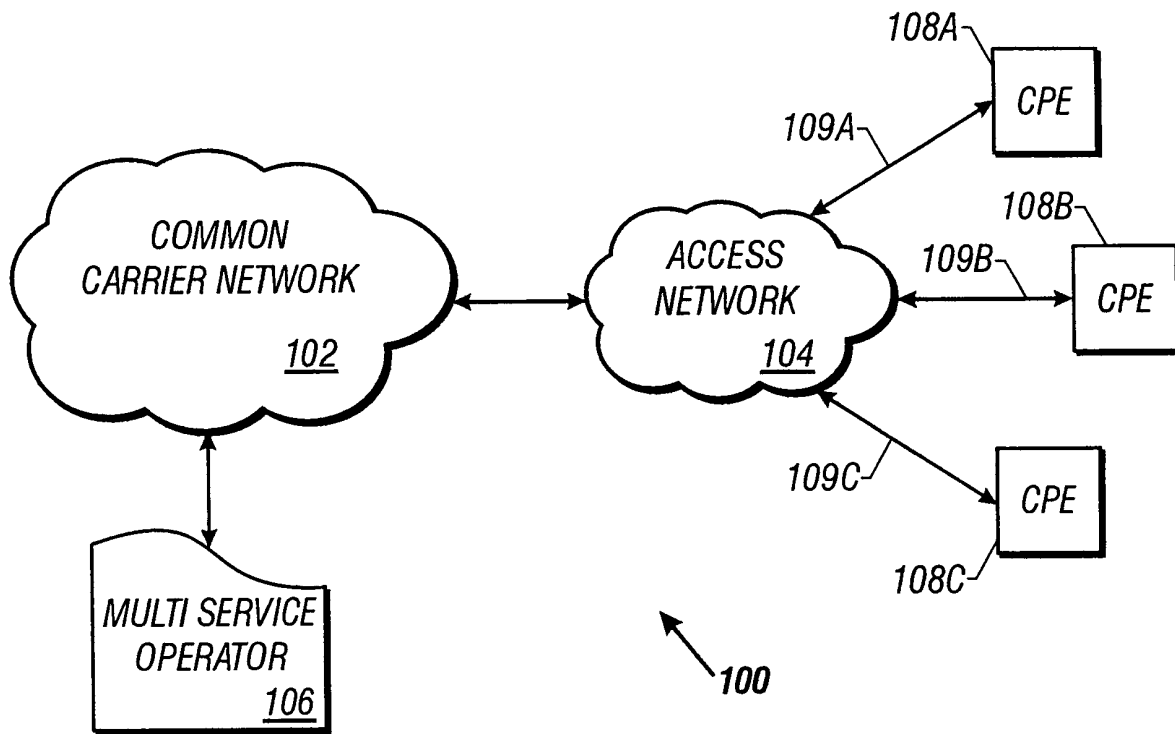 108A
CPE
109A
COMMON
CARRIER NETWORK
102
ACCESS
NETWORK
104
108B
109B
CPE
109C
CPE
108C
MULTI SERVICE
OPERATOR
106
100